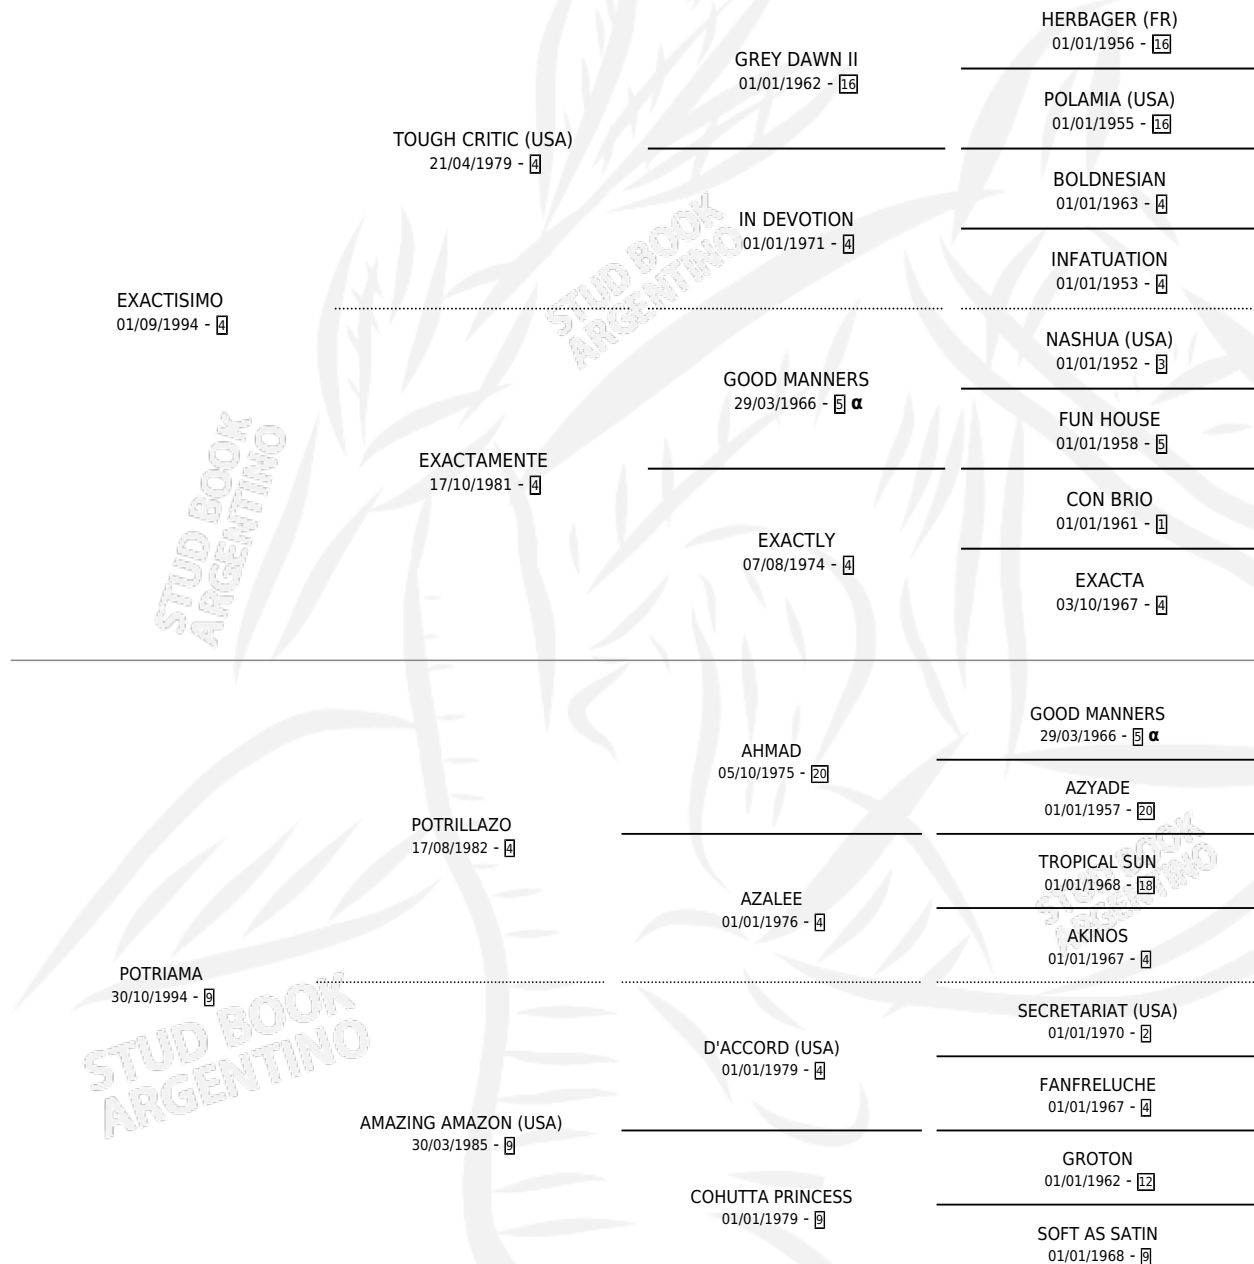 HERBAGER (FR)
01/01/1956 - 16
GREY DAWN II
01/01/1962 - 16
POLAMIA (USA)
01/01/1955 - 16
TOUGH CRITIC (USA)
21/04/1979 - 4
BOLDNESIAN
01/01/1963 - 4
IN DEVOTION
01/01/1971 - 4
INFATUATION
01/01/1953 - 4
EXACTISIMO
01/09/1994 - 4
NASHUA (USA)
01/01/1952 - 3
GOOD MANNERS
29/03/1966 - 5 α
FUN HOUSE
01/01/1958 - 5
EXACTAMENTE
17/10/1981 - 4
CON BRIO
01/01/1961 - 1
EXACTLY
07/08/1974 - 4
EXACTA
03/10/1967 - 4
GOOD MANNERS
29/03/1966 - 5 α
AHMAD
05/10/1975 - 20
AZYADE
01/01/1957 - 20
POTRILLAZO
17/08/1982 - 4
TROPICAL SUN
01/01/1968 - 18
AZALEE
01/01/1976 - 4
AKINOS
01/01/1967 - 4
POTRIAMA
30/10/1994 - 9
SECRETARIAT (USA)
01/01/1970 - 2
D'ACCORD (USA)
01/01/1979 - 4
FANFRELUCHE
01/01/1967 - 4
AMAZING AMAZON (USA)
30/03/1985 - 9
GROTON
01/01/1962 - 12
COHUTTA PRINCESS
01/01/1979 - 9
SOFT AS SATIN
01/01/1968 - 9
STUD BOOK
ARGENTINO
STUD BOOK
ARGENTINO
STUD BOOK
ARGENTINO
STUD BOOK
ARGENTINO